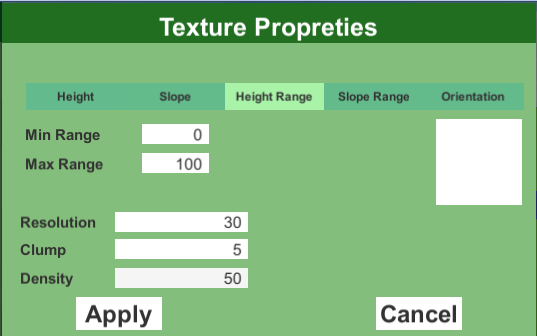 Texture Propreties
Height Slope Height Range Slope Range Orientation
Min Range 0
Max Range 100
Resolution 30
Clump 5
Density 50
Apply Cancel